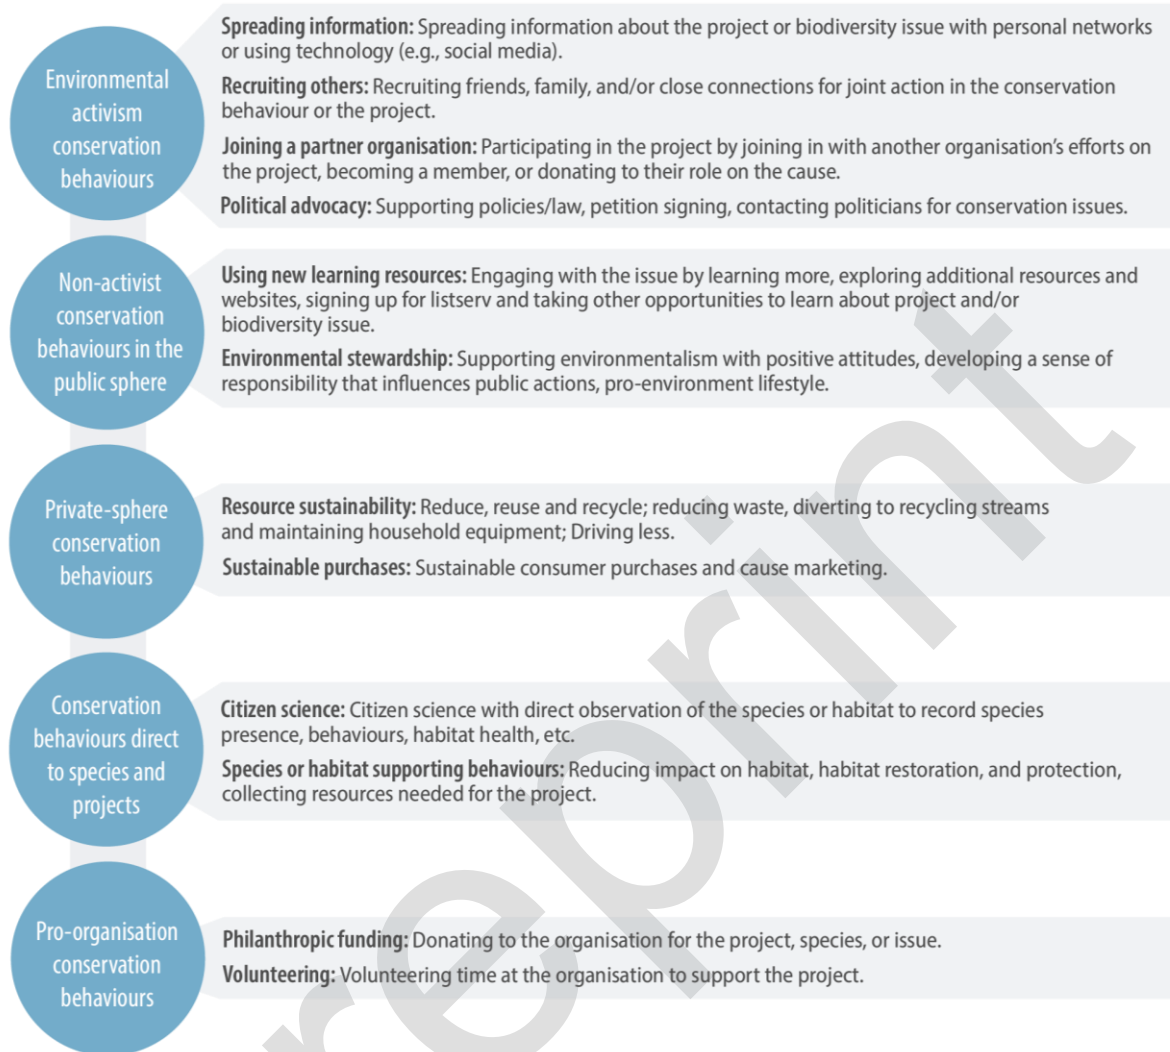 Environmental
activism
conservation
behaviours
Spreading information: Spreading information about the project or biodiversity issue with personal networks
or using technology (e.g., social media).
Recruiting others: Recruiting friends, family, and/or close connections for joint action in the conservation
behaviour or the project.
Joining a partner organisation: Participating in the project by joining in with another organisation's efforts on
the project, becoming a member, or donating to their role on the cause.
Political advocacy: Supporting policies/law, petition signing, contacting politicians for conservation issues.
Non-activist
conservation
behaviours in the
public sphere
Using new learning resources: Engaging with the issue by learning more, exploring additional resources and
websites, signing up for listserv and taking other opportunities to learn about project and/or
biodiversity issue.
Environmental stewardship: Supporting environmentalism with positive attitudes, developing a sense of
responsibility that influences public actions, pro-environment lifestyle.
Private-sphere
conservation
behaviours
Resource sustainability: Reduce, reuse and recycle; reducing waste, diverting to recycling streams
and maintaining household equipment; Driving less.
Sustainable purchases: Sustainable consumer purchases and cause marketing.
Conservation
behaviours direct
to species and
projects
Citizen science: Citizen science with direct observation of the species or habitat to record species
presence, behaviours, habitat health, etc.
Species or habitat supporting behaviours: Reducing impact on habitat, habitat restoration, and protection,
collecting resources needed for the project.
Pro-organisation
conservation
behaviours
Philanthropic funding: Donating to the organisation for the project, species, or issue.
Volunteering: Volunteering time at the organisation to support the project.
reprint